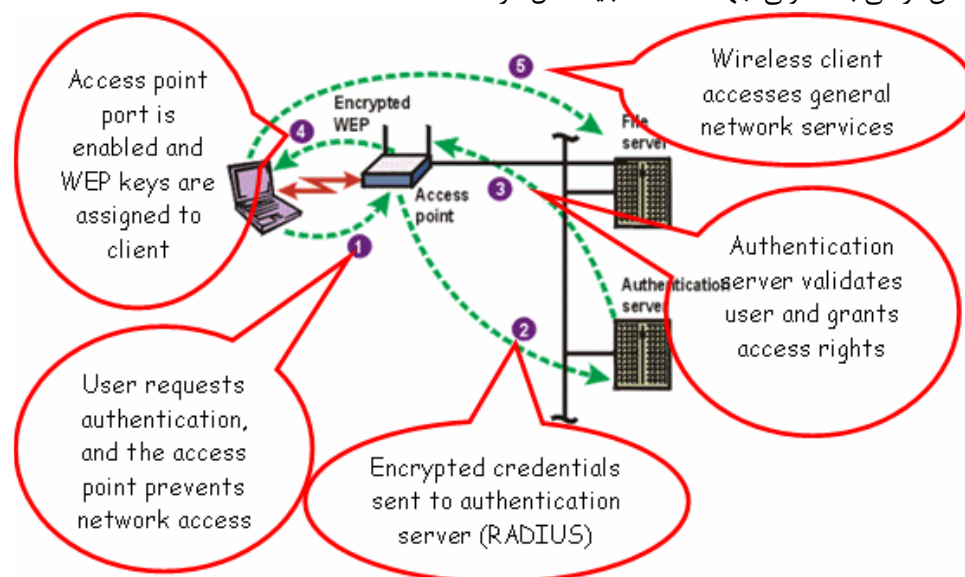 Access point
port is
enabled and
WEP keys are
assigned to
client
4
Encrypted
WEP
5
Wireless client
accesses general
network services
File
server
Access
point
3
1
Authentication
server
Authentication
server validates
user and grants
access rights
2
User requests
authentication,
and the access
point prevents
network access
Encrypted credentials
sent to authentication
server (RADIUS)